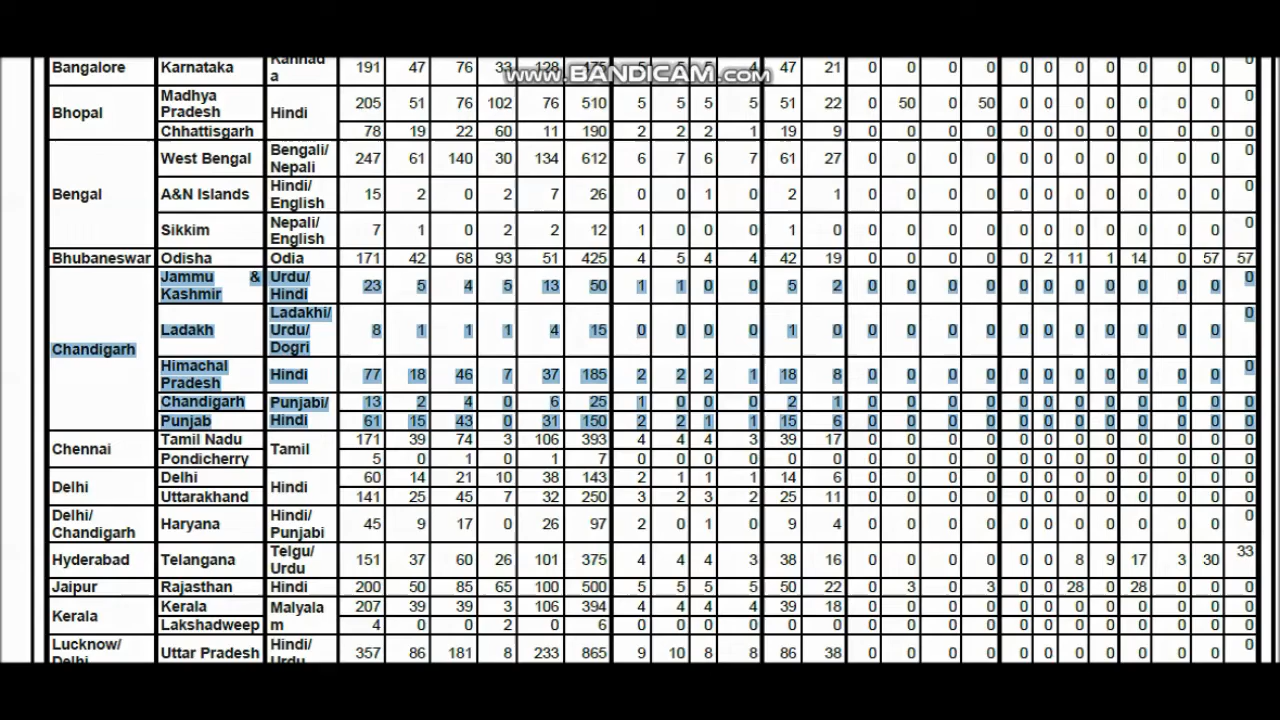 www.BANDICAM.com
Bangalore Karnataka Kannad a 191 47 76 33 128 475 5 5 5 4 47 21 0 0 0 0 0 0 0 0 0 0 0
Bhopal Madhya Pradesh Hindi 205 51 76 102 76 510 5 5 5 5 51 22 0 50 0 50 0 0 0 0 0 0 0 0
Chhattisgarh 78 19 22 60 11 190 2 2 2 1 19 9 0 0 0 0 0 0 0 0 0 0 0
Bengal West Bengal Bengali/ Nepali 247 61 140 30 134 612 6 7 6 7 61 27 0 0 0 0 0 0 0 0 0 0 0
A&N Islands Hindi/ English 15 2 0 2 7 26 0 0 1 0 2 1 0 0 0 0 0 0 0 0 0 0 0
Sikkim Nepali/ English 7 1 0 2 2 12 1 0 0 0 1 0 0 0 0 0 0 0 0 0 0 0 0
Bhubaneswar Odisha Odia 171 42 68 93 51 425 4 5 4 4 42 19 0 0 0 0 0 2 11 1 14 0 57 57
Chandigarh Jammu & Kashmir Urdu/ Hindi 23 5 4 5 13 50 1 1 0 0 5 2 0 0 0 0 0 0 0 0 0 0 0 0
Ladakh Ladakhi/ Urdu/ Dogri 8 1 1 1 4 15 0 0 0 0 1 0 0 0 0 0 0 0 0 0 0 0 0 0
Himachal Pradesh Hindi 77 18 46 7 37 185 2 2 2 1 18 8 0 0 0 0 0 0 0 0 0 0 0 0
Chandigarh Punjabi/ Hindi 13 2 4 0 6 25 1 0 0 0 2 1 0 0 0 0 0 0 0 0 0 0 0 0
Punjab 61 15 43 0 31 150 2 2 1 1 15 6 0 0 0 0 0 0 0 0 0 0 0 0
Chennai Tamil Nadu Tamil 171 39 74 3 106 393 4 4 4 3 39 17 0 0 0 0 0 0 0 0 0 0 0 0
Pondicherry 5 0 1 0 1 7 0 0 0 0 0 0 0 0 0 0 0 0 0 0 0 0 0 0
Delhi Delhi Hindi 60 14 21 10 38 143 2 1 1 1 14 6 0 0 0 0 0 0 0 0 0 0 0 0
Uttarakhand 141 25 45 7 32 250 3 2 3 2 25 11 0 0 0 0 0 0 0 0 0 0 0 0
Delhi/ Chandigarh Haryana Hindi/ Punjabi 45 9 17 0 26 97 2 0 1 0 9 4 0 0 0 0 0 0 0 0 0 0 0 0
Hyderabad Telangana Telgu/ Urdu 151 37 60 26 101 375 4 4 4 3 38 16 0 0 0 0 0 0 8 9 17 3 30 33
Jaipur Rajasthan Hindi 200 50 85 65 100 500 5 5 5 5 50 22 0 3 0 3 0 0 28 0 28 0 0 0
Kerala Kerala Malyala m 207 39 39 3 106 394 4 4 4 4 39 18 0 0 0 0 0 0 0 0 0 0 0 0
Lakshadweep 4 0 0 2 0 6 0 0 0 0 0 0 0 0 0 0 0 0 0 0 0 0 0 0
Lucknow/ Delhi Uttar Pradesh Hindi/ Urdu 357 86 181 8 233 865 9 10 8 8 86 38 0 0 0 0 0 0 0 0 0 0 0 0